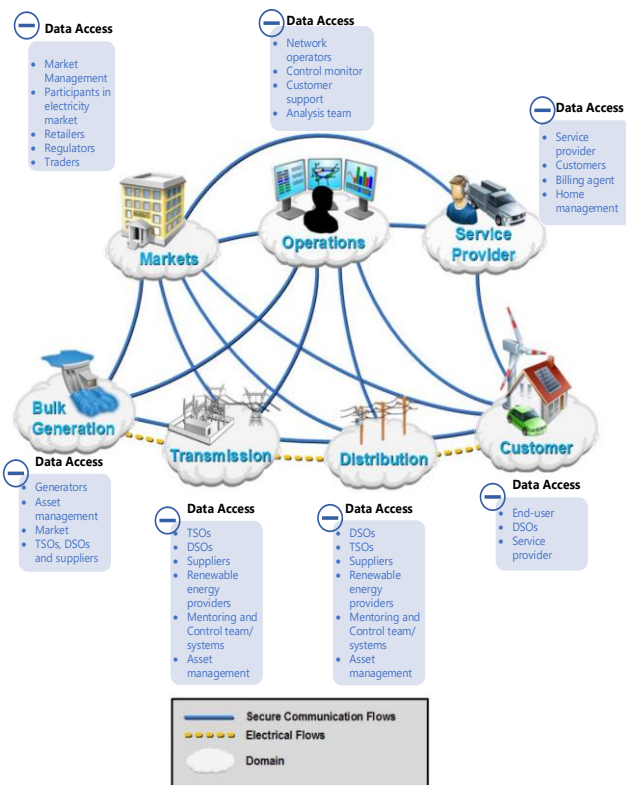 Data Access
• Market
Management
• Participants in
electricity
market
• Retailers
• Regulators
• Traders
Data Access
• Network
operators
• Control monitor
• Customer
support
• Analysis team
Data Access
• Service
provider
• Customers
• Billing agent
• Home
management
MARKET
Markets
Operations
Service
Provider
Bulk
Generation
Transmission
Distribution
Customer
Data Access
• Generators
• Asset
management
• Market
• TSOs, DSOs
and suppliers
Data Access
• TSOs
• DSOs
• Suppliers
• Renewable
energy
providers
• Mentoring and
Control team/
systems
• Asset
management
Data Access
• DSOs
• TSOs
• Suppliers
• Renewable
energy
providers
• Mentoring and
Control team/
systems
• Asset
management
Data Access
• End-user
• DSOs
• Service
provider
Secure Communication Flows
Electrical Flows
Domain